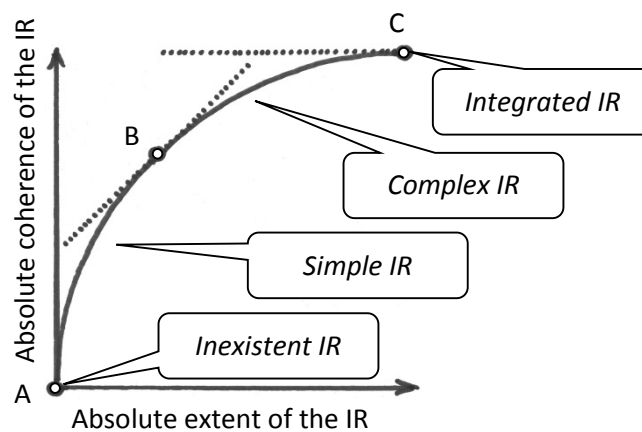 C
Integrated IR
B
Complex IR
Simple IR
Inexistent IR
A
Absolute coherence of the IR
Absolute extent of the IR